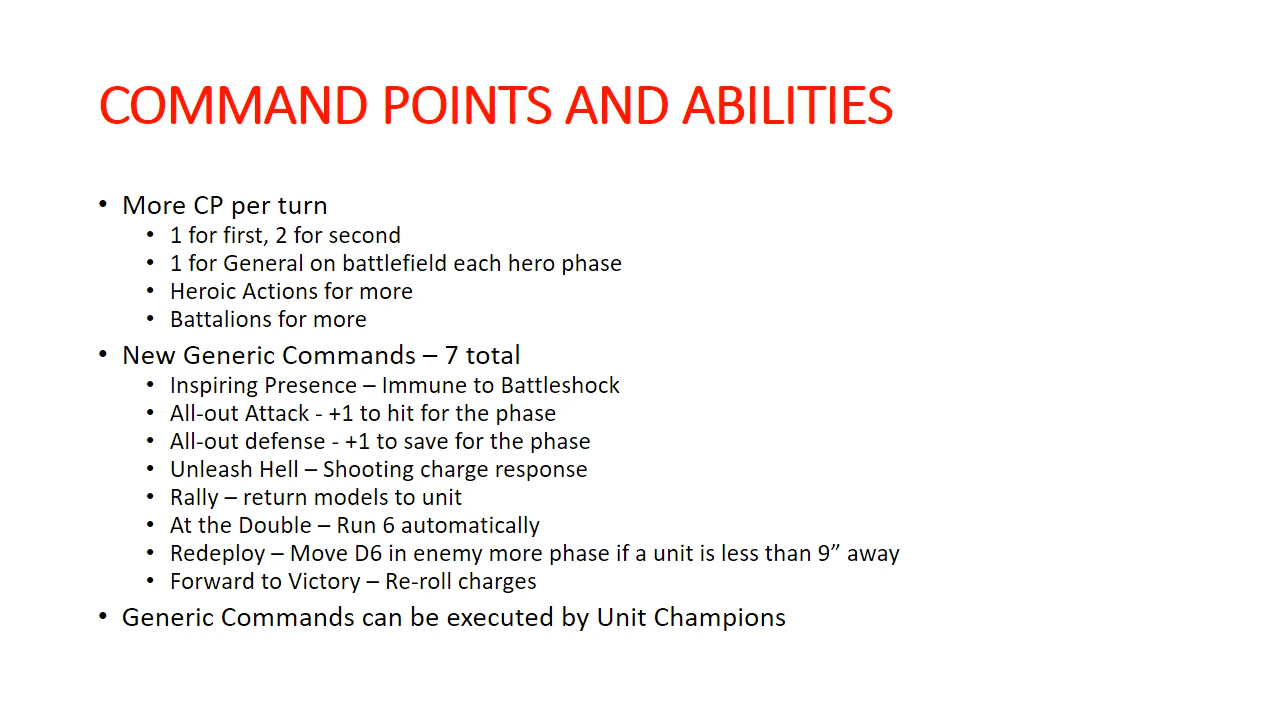 COMMAND POINTS AND ABILITIES
• More CP per turn
• 1 for first, 2 for second
• 1 for General on battlefield each hero phase
• Heroic Actions for more
• Battalions for more
• New Generic Commands – 7 total
• Inspiring Presence – Immune to Battleshock
• All-out Attack - +1 to hit for the phase
• All-out defense - +1 to save for the phase
• Unleash Hell – Shooting charge response
• Rally – return models to unit
• At the Double – Run 6 automatically
• Redeploy – Move D6 in enemy more phase if a unit is less than 9” away
• Forward to Victory – Re-roll charges
• Generic Commands can be executed by Unit Champions